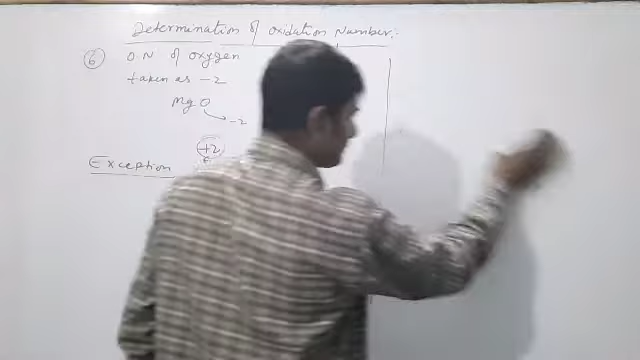 Determination of oxidation Number:-
6 O.N of oxygen
taken as -2
MgO
-2
+2
Exception